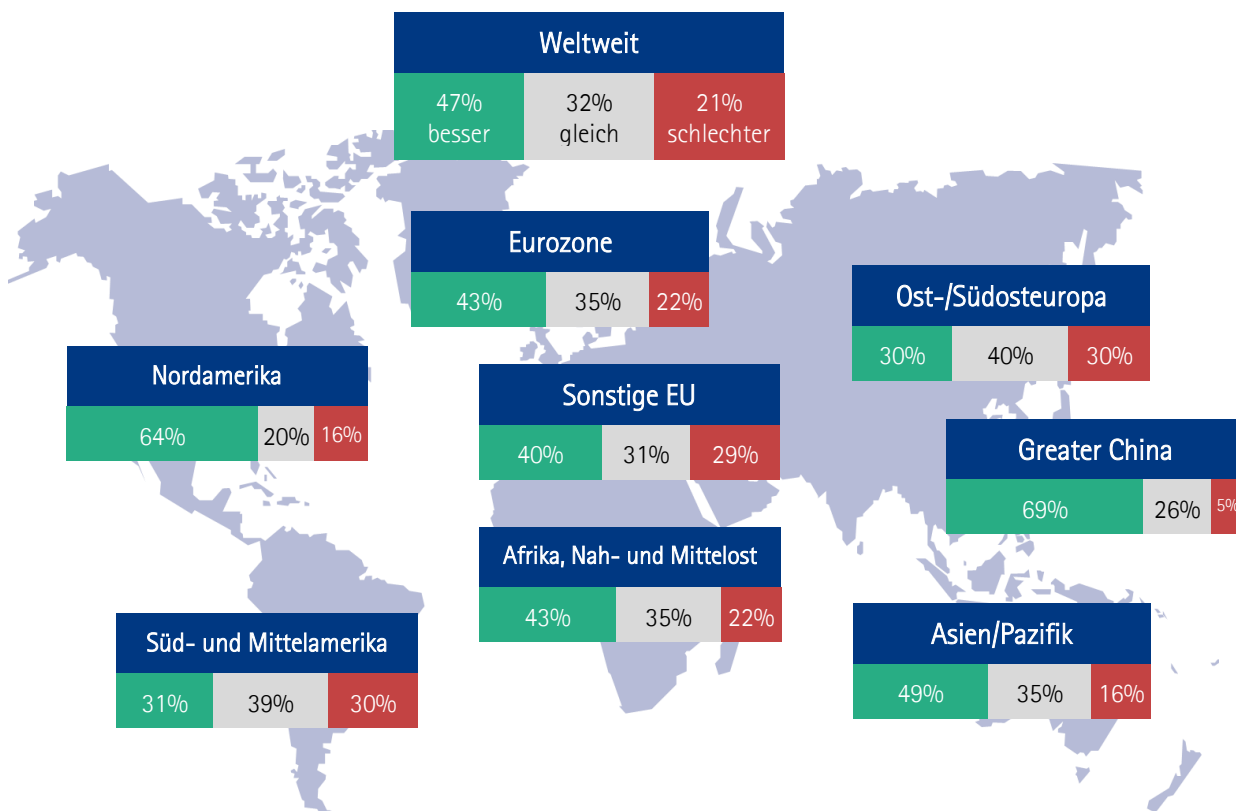 Weltweit
47% 32% 21%
besser gleich schlechter
Eurozone
43% 35% 22%
Ost-/Südosteuropa
30% 40% 30%
Nordamerika
64% 20% 16%
Sonstige EU
40% 31% 29%
Greater China
69% 26% 5%
Afrika, Nah- und Mittelost
43% 35% 22%
Süd- und Mittelamerika
31% 39% 30%
Asien/Pazifik
49% 35% 16%